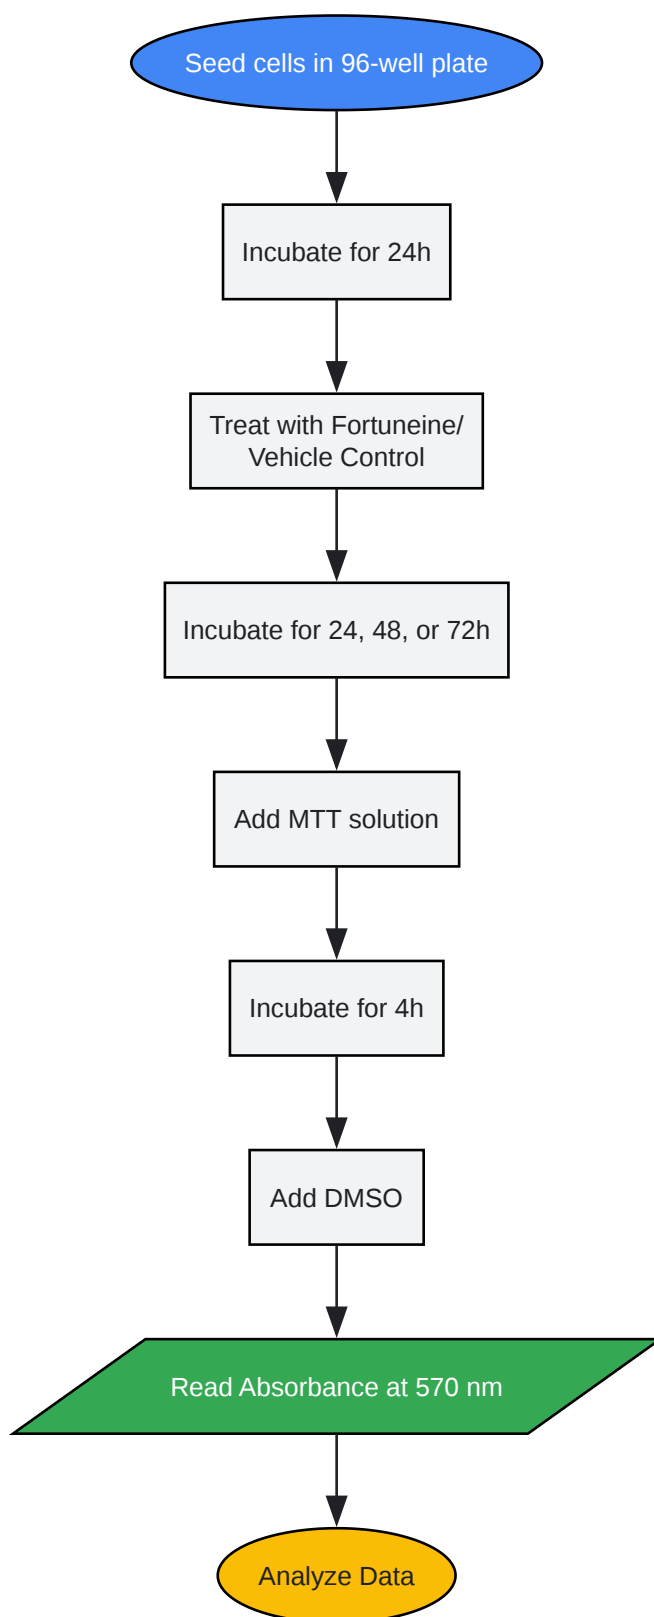 Seed cells in 96-well plate
Incubate for 24h
Treat with Fortuneine/
Vehicle Control
Incubate for 24, 48, or 72h
Add MTT solution
Incubate for 4h
Add DMSO
Read Absorbance at 570 nm
Analyze Data